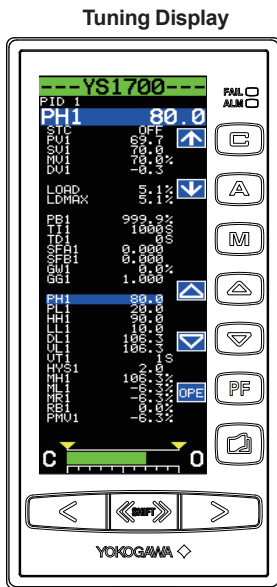 Tuning Display
---YS1700---
FAIL
ALM
PID 1
PH1 80.0
STC OFF
PV1 69.7
SV1 70.0
MV1 70.0%
DV1 -0.3
LOAD 5.1%
LDMAX 5.1%
PB1 999.9%
TI1 1000S
TD1 0S
SFA1 0.000
SFB1 0.000
GW1 0.0%
GG1 1.000
PH1 80.0
PL1 20.0
HH1 90.0
LL1 10.0
DL1 106.3
VL1 106.3
VT1 1S
HYS1 2.0
MH1 106.3%
ML1 -6.3%
MR1 -6.3%
RB1 0.0%
PMV1 -6.3%
OPE
C O
C
A
M
PF
SHIFT
YOKOGAWA